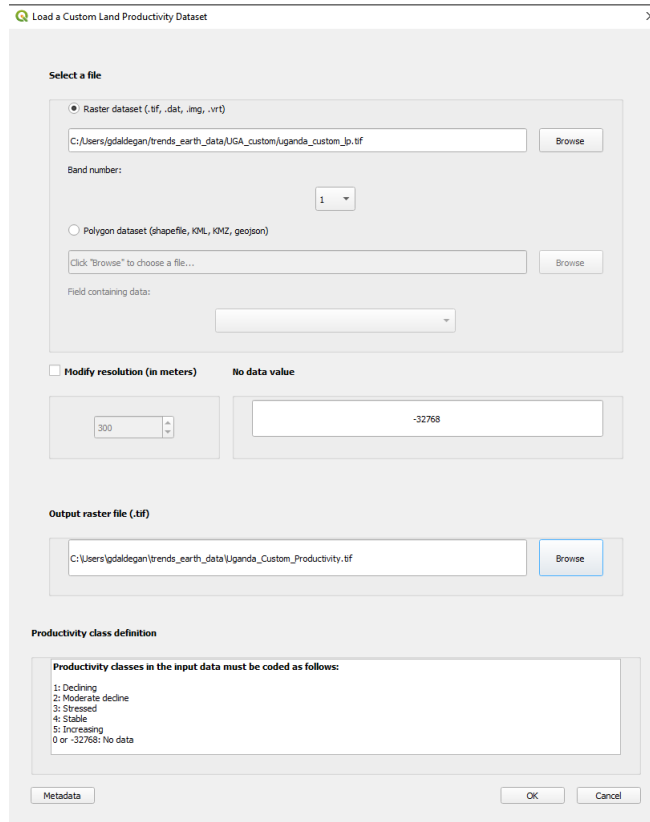 Load a Custom Land Productivity Dataset
Select a file
Raster dataset (.tif, .dat, .img, .vrt)
C:/Users/gdaldegan/trends_earth_data/UGA_custom/uganda_custom_lp.tif
Browse
Band number:
1
Polygon dataset (shapefile, KML, KMZ, geojson)
Click "Browse" to choose a file...
Browse
Field containing data:
Modify resolution (in meters)
No data value
300
-32768
Output raster file (.tif)
C:\Users\gdaldegan\trends_earth_data\Uganda_Custom_Productivity.tif
Browse
Productivity class definition
Productivity classes in the input data must be coded as follows:
1: Declining
2: Moderate decline
3: Stressed
4: Stable
5: Increasing
0 or -32768: No data
Metadata
OK
Cancel